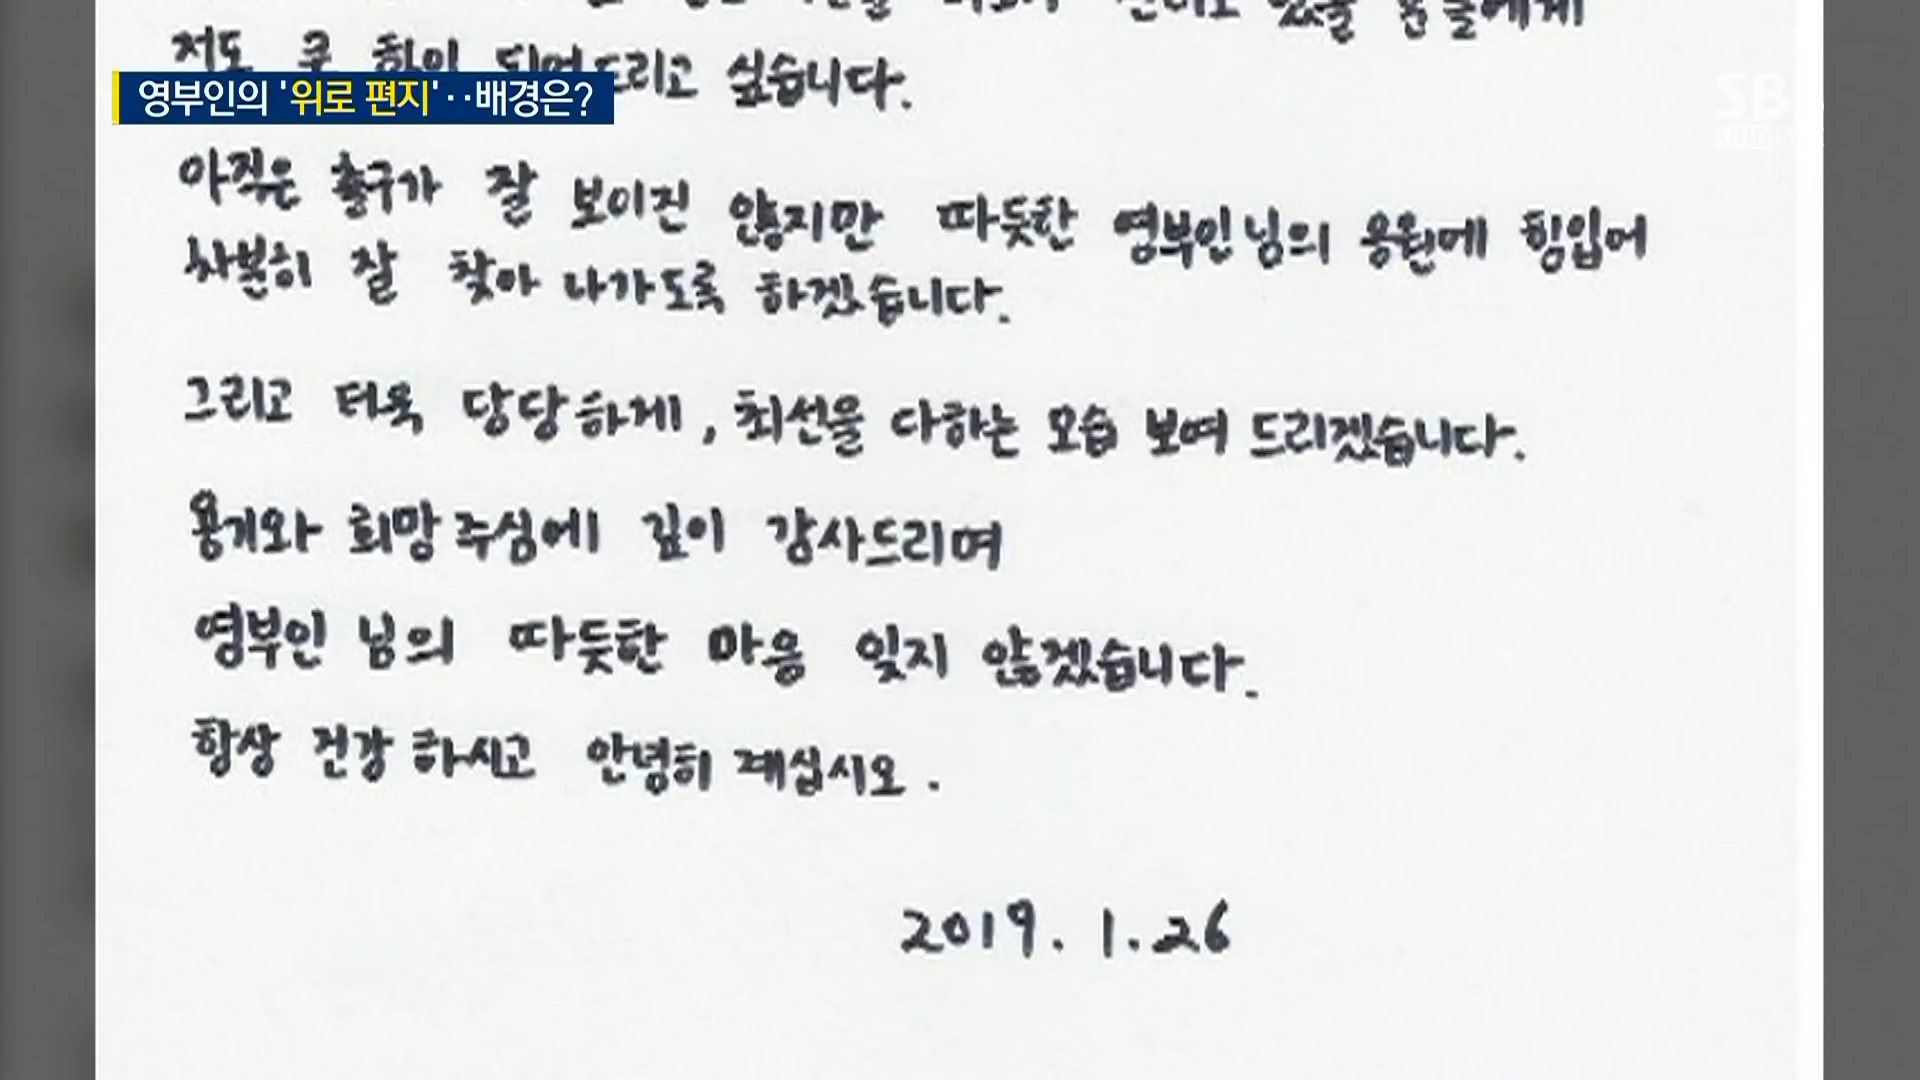 저도 큰 힘이 되어드리고 싶습니다.
영부인의 '위로 편지'··배경은?
SB
아직은 출구가 잘 보이진 않지만 따듯한 영부인님의 응원에 힘입어
차분히 잘 찾아 나가도록 하겠습니다.
그리고 더욱 당당하게, 최선을 다하는 모습 보여 드리겠습니다.
용기와 희망 주심에 깊이 감사드리며
영부인 님의 따듯한 마음 잊지 않겠습니다.
항상 건강 하시고 안녕히 계십시오.
2019. 1. 26